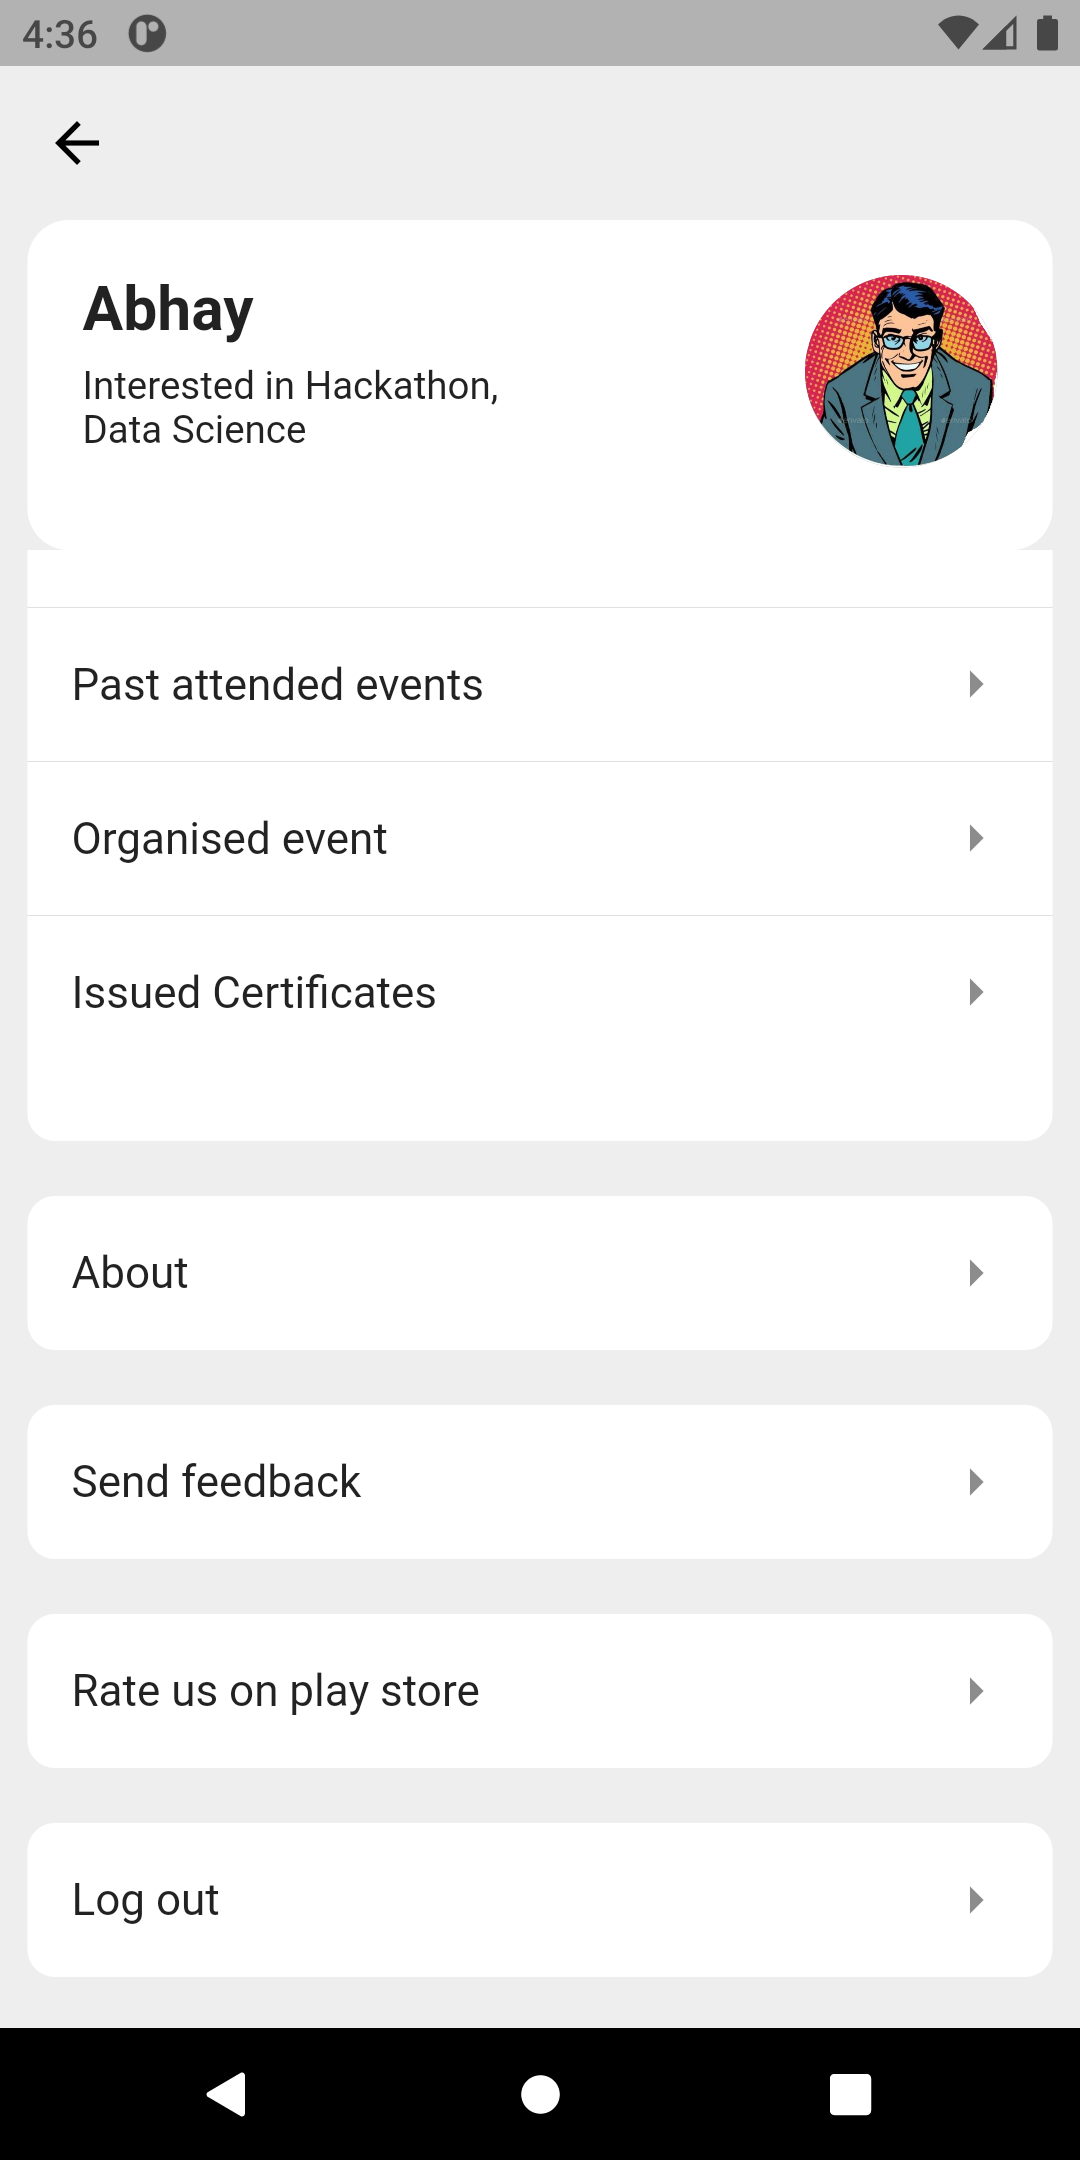 4:36
Abhay
Interested in Hackathon,
Data Science
Past attended events
Organised event
Issued Certificates
About
Send feedback
Rate us on play store
Log out